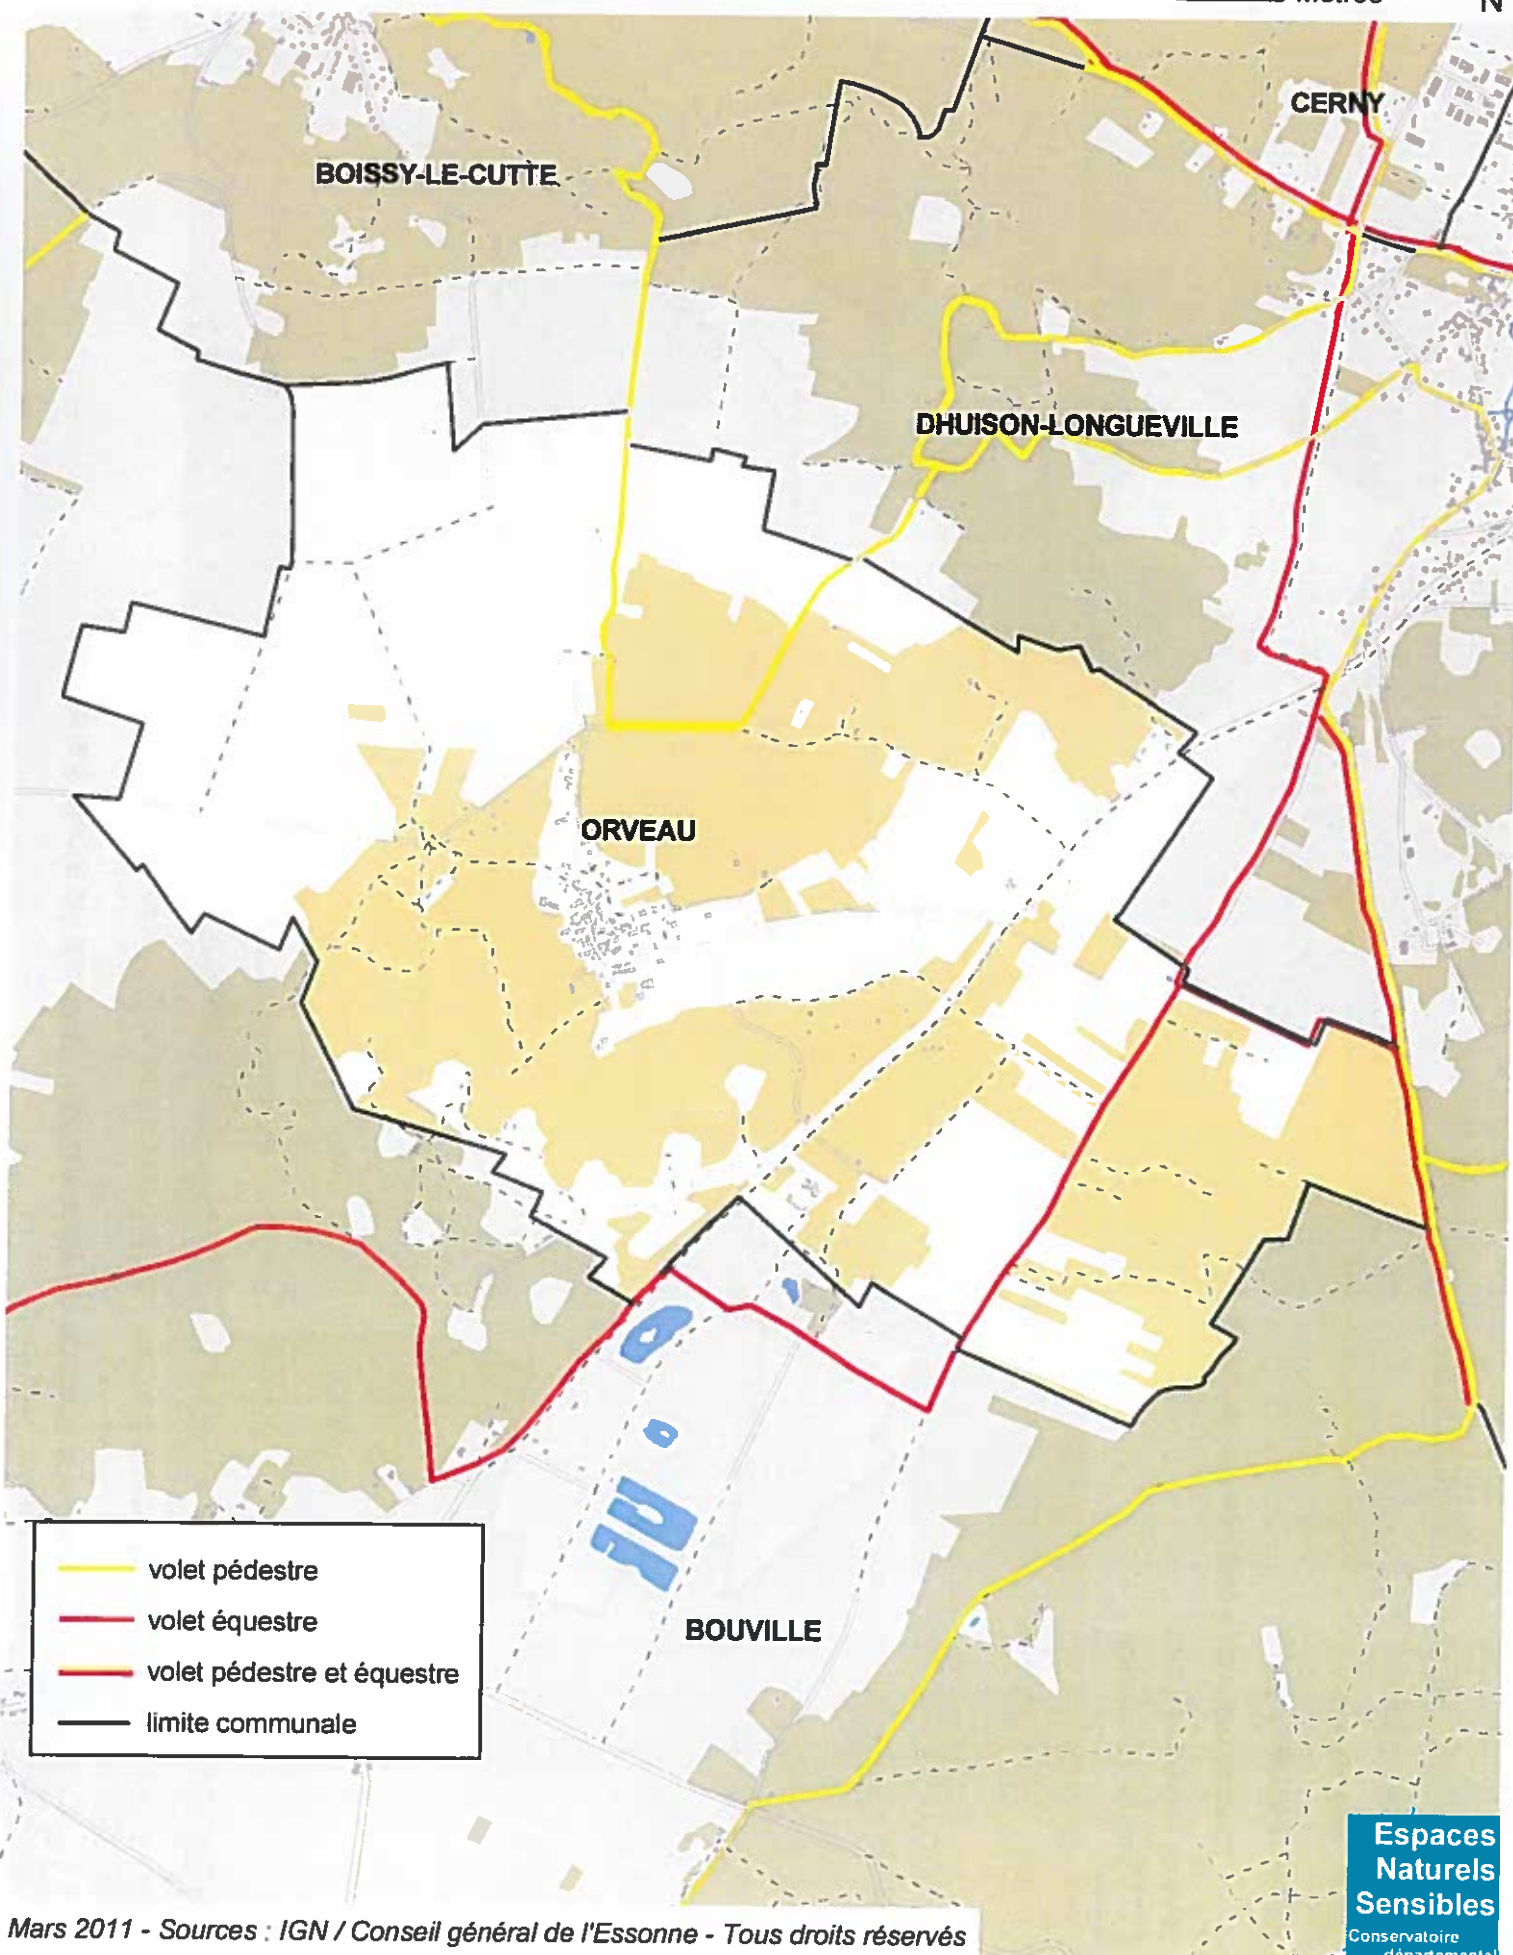 N
CERNY
BOISSY-LE-CUTTE
DHUISON-LONGUEVILLE
ORVEAU
volet pédestre
volet équestre
volet pédestre et équestre
limite communale
BOUVILLE
Espaces
Naturels
Sensibles
Conservatoire
Mars 2011 - Sources : IGN / Conseil général de l'Essonne - Tous droits réservés